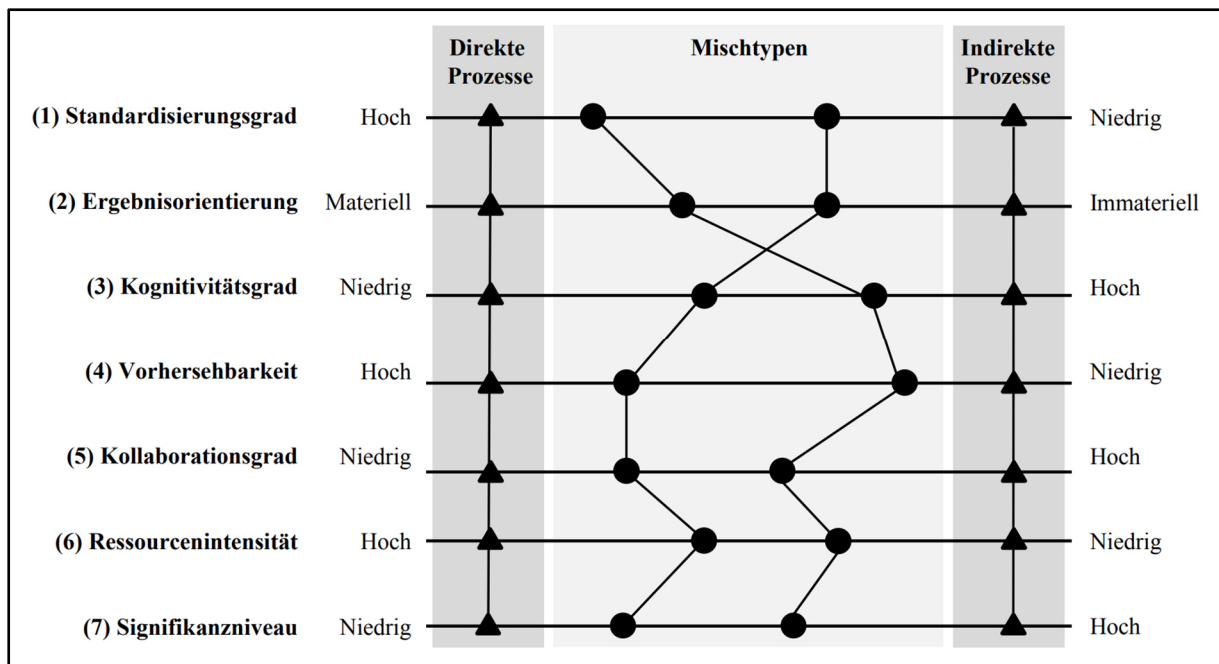 Direkte
Prozesse
Mischtypen
Indirekte
Prozesse
(1) Standardisierungsgrad Hoch Niedrig
(2) Ergebnisorientierung Materiell Immateriell
(3) Kognitivitätsgrad Niedrig Hoch
(4) Vorhersehbarkeit Hoch Niedrig
(5) Kollaborationsgrad Niedrig Hoch
(6) Ressourcenintensität Hoch Niedrig
(7) Signifikanzniveau Niedrig Hoch